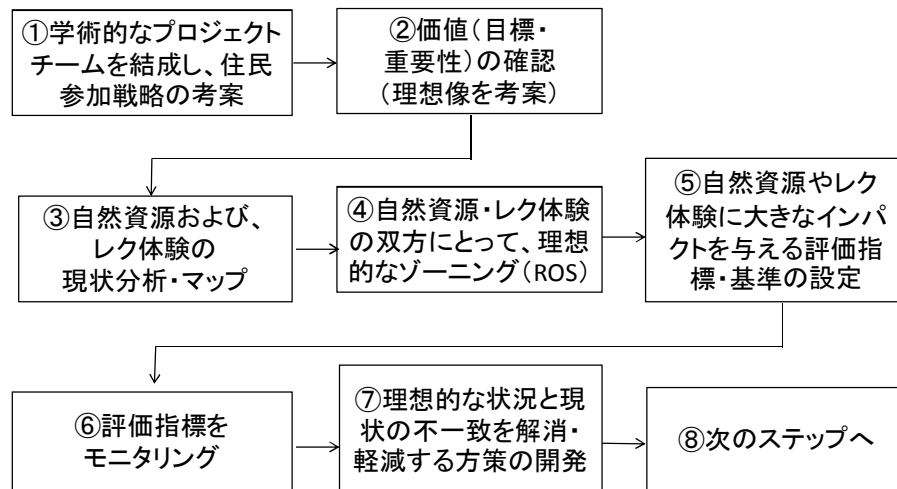 ①学術的なプロジェクト
チームを結成し、住民
参加戦略の考案
②価値(目標・
重要性)の確認
(理想像を考案)
③自然資源および、
レク体験の
現状分析・マップ
④自然資源・レク体験
の双方にとって、理想
的なゾーニング(ROS)
⑤自然資源やレク
体験に大きなインパ
クトを与える評価指
標・基準の設定
⑥評価指標を
モニタリング
⑦理想的な状況と現
状の不一致を解消・
軽減する方策の開発
⑧次のステップへ